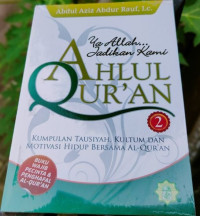 Abdul Aziz Abdur Rauf, Lc.
Ya Allah...
Jadikan Kami
AHLUL
QUR'AN
2
KUMPULAN TAUSIYAH, KULTUM DAN
MOTIVASI HIDUP BERSAMA AL-QUR'AN
BUKU
WAJIB
PECINTA &
PENGHAFAL
AL-QUR'AN